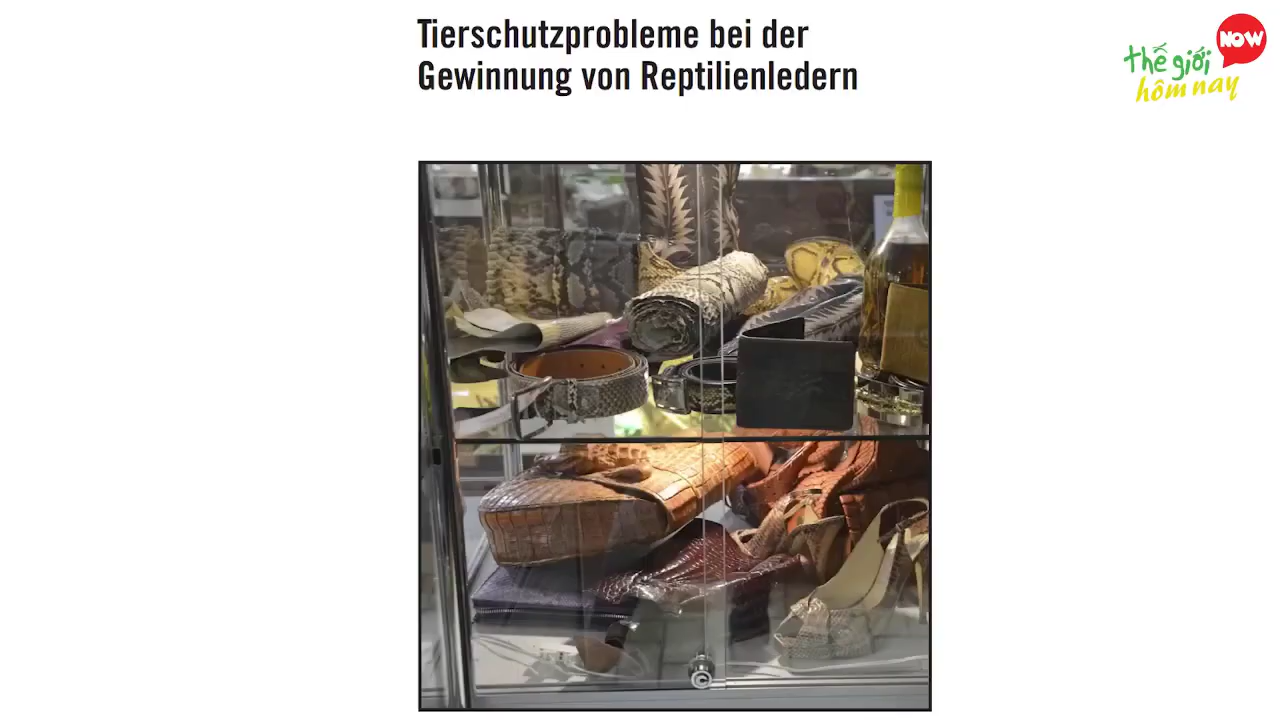 Tierschutzprobleme bei der
Gewinnung von Reptilienledern
NOW
thế giới
hôm nay